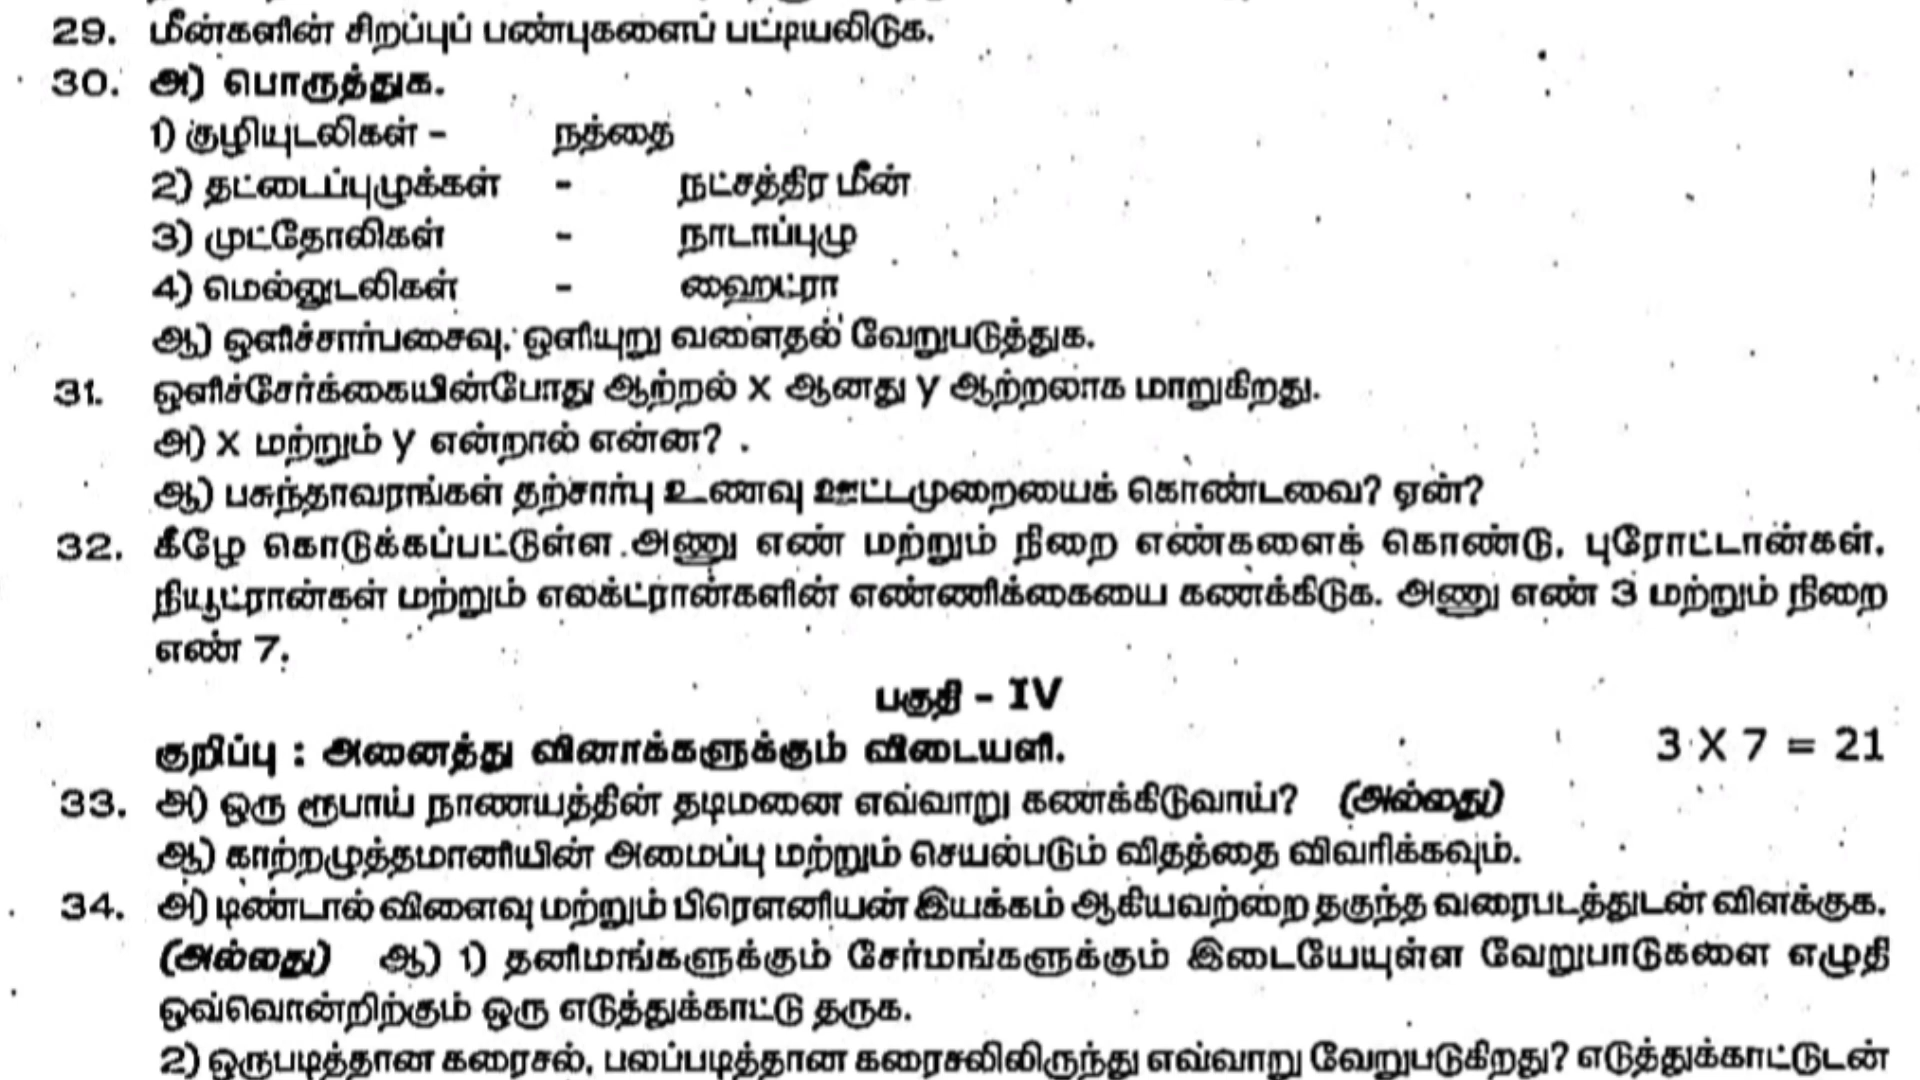 29. மீன்களின் சிறப்புப் பண்புகளைப் பட்டியலிடுக.
30. அ) பொருத்துக.
1) குழியுடலிகள் - நத்தை
2) தட்டைப்புழுக்கள் - நட்சத்திர மீன்
3) முட்தோலிகள் - நாடாப்புழு
4) மெல்லுடலிகள் - ஹைட்ரா
ஆ) ஒளிச்சார்பசைவு, ஒளியுறு வளைதல் வேறுபடுத்துக.
31. ஒளிச்சேர்க்கையின்போது ஆற்றல் X ஆனது y ஆற்றலாக மாறுகிறது.
அ) X மற்றும் y என்றால் என்ன?
ஆ) பசுந்தாவரங்கள் தற்சார்பு உணவு ஊட்டமுறையைக் கொண்டவை? ஏன்?
32. கீழே கொடுக்கப்பட்டுள்ள அணு எண் மற்றும் நிறை எண்களைக் கொண்டு, புரோட்டான்கள்,
நியூட்ரான்கள் மற்றும் எலக்ட்ரான்களின் எண்ணிக்கையை கணக்கிடுக. அணு எண் 3 மற்றும் நிறை
எண் 7.
பகுதி - IV
குறிப்பு : அனைத்து வினாக்களுக்கும் விடையளி. 3 X 7 = 21
33. அ) ஒரு ரூபாய் நாணயத்தின் தடிமனை எவ்வாறு கணக்கிடுவாய்? (அல்லது)
ஆ) காற்றழுத்தமானியின் அமைப்பு மற்றும் செயல்படும் விதத்தை விவரிக்கவும்.
34. அ) டிண்டால் விளைவு மற்றும் பிரௌனியன் இயக்கம் ஆகியவற்றை தகுந்த வரைபடத்துடன் விளக்குக.
(அல்லது) ஆ) 1) தனிமங்களுக்கும் சேர்மங்களுக்கும் இடையேயுள்ள வேறுபாடுகளை எழுதி
ஒவ்வொன்றிற்கும் ஒரு எடுத்துக்காட்டு தருக.
2) ஒருபடித்தான கரைசல், பலப்படித்தான கரைசலிலிருந்து எவ்வாறு வேறுபடுகிறது? எடுத்துக்காட்டுடன்